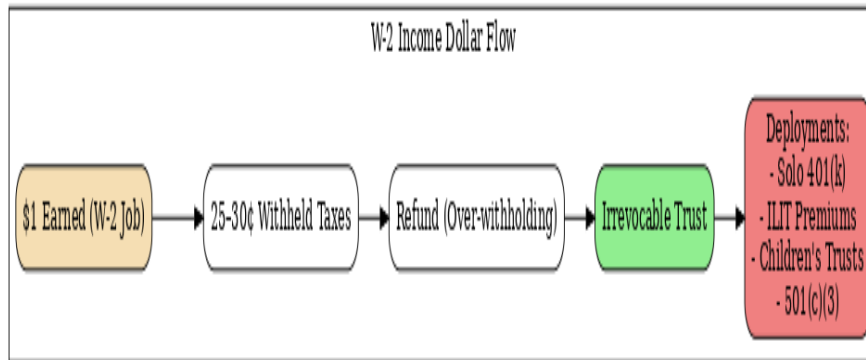 W-2 Income Dollar Flow
$1 Earned (W-2 Job)
25-30¢ Withheld Taxes
Refund (Over-withholding)
Irrevocable Trust
Deployments:
- Solo 401(k)
- ILIT Premiums
- Children's Trusts
- 501(c)(3)